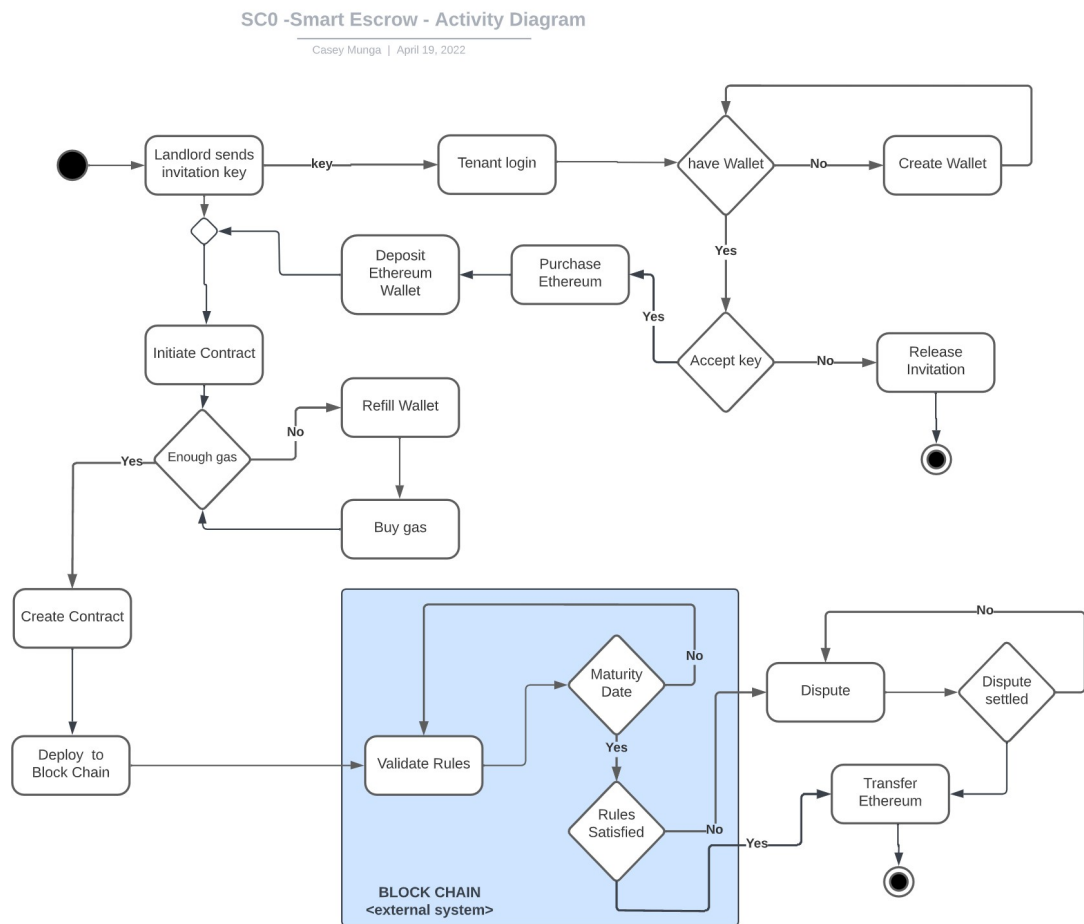 SC0 -Smart Escrow - Activity Diagram
Casey Munga | April 19, 2022
Landlord sends
invitation key
key
Tenant login
have Wallet
No
Create Wallet
Yes
Deposit
Ethereum
Wallet
Purchase
Ethereum
Yes
Accept key
No
Release
Invitation
Initiate Contract
Enough gas
No
Refill Wallet
Yes
Buy gas
Create Contract
Deploy to
Block Chain
Validate Rules
Maturity
Date
No
Yes
Rules
Satisfied
No
Yes
BLOCK CHAIN
<external system>
Dispute
Dispute
settled
No
Transfer
Ethereum